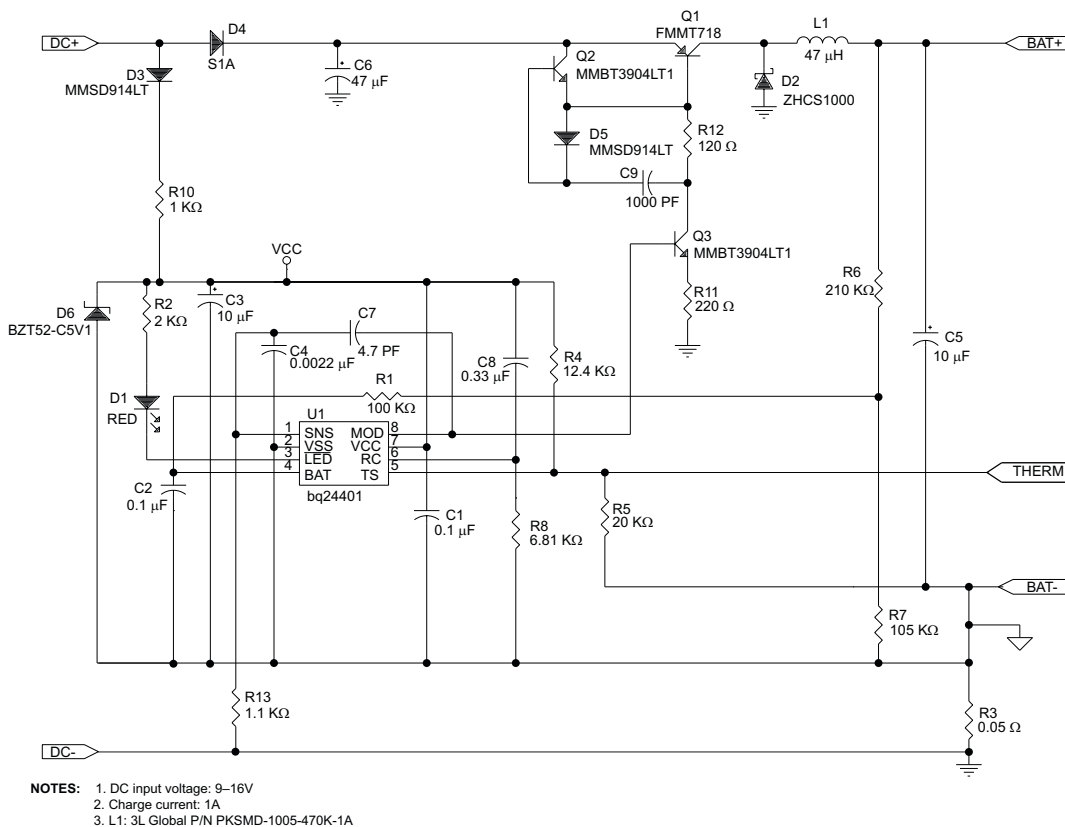 DC+
D4
S1A
Q1
FMMT718
L1
47 μH
BAT+
D3
MMSD914LT
C6
+
47 μF
Q2
MMBT3904LT1
D2
ZHCS1000
D5
MMSD914LT
R12
120 Ω
C9
1000 PF
R10
1 KΩ
Q3
MMBT3904LT1
VCC
R11
220 Ω
R6
210 KΩ
D6
BZT52-C5V1
R2
2 KΩ
+
C3
10 μF
C7
4.7 PF
C4
0.0022 μF
C8
0.33 μF
R4
12.4 KΩ
+
C5
10 μF
R1
100 KΩ
D1
RED
U1
1 SNS MOD 8
2 VSS VCC 7
3 LED RC 6
4 BAT TS 5
bq24401
THERM
C2
0.1 μF
C1
0.1 μF
R8
6.81 KΩ
R5
20 KΩ
BAT-
R7
105 KΩ
R13
1.1 KΩ
R3
0.05 Ω
DC-
NOTES: 1. DC input voltage: 9–16V
2. Charge current: 1A
3. L1: 3L Global P/N PKSMD-1005-470K-1A